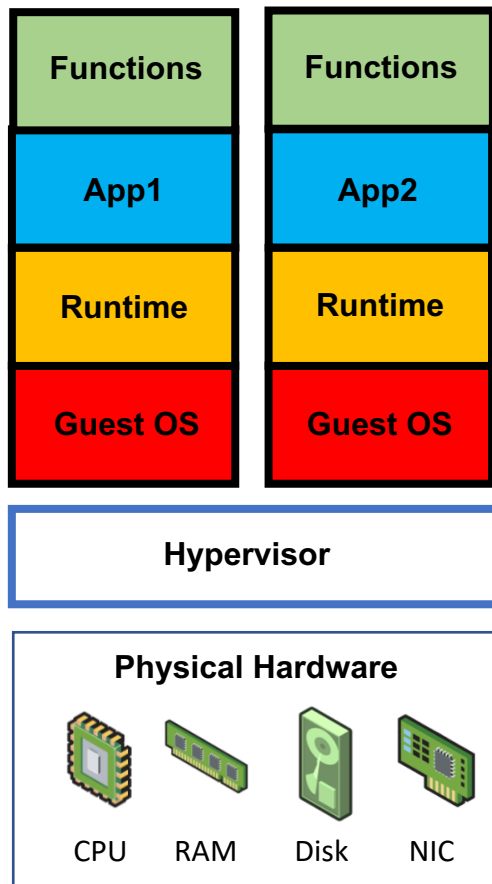 Functions
App1
Runtime
Guest OS
Functions
App2
Runtime
Guest OS
Hypervisor
Physical Hardware
CPU RAM Disk NIC